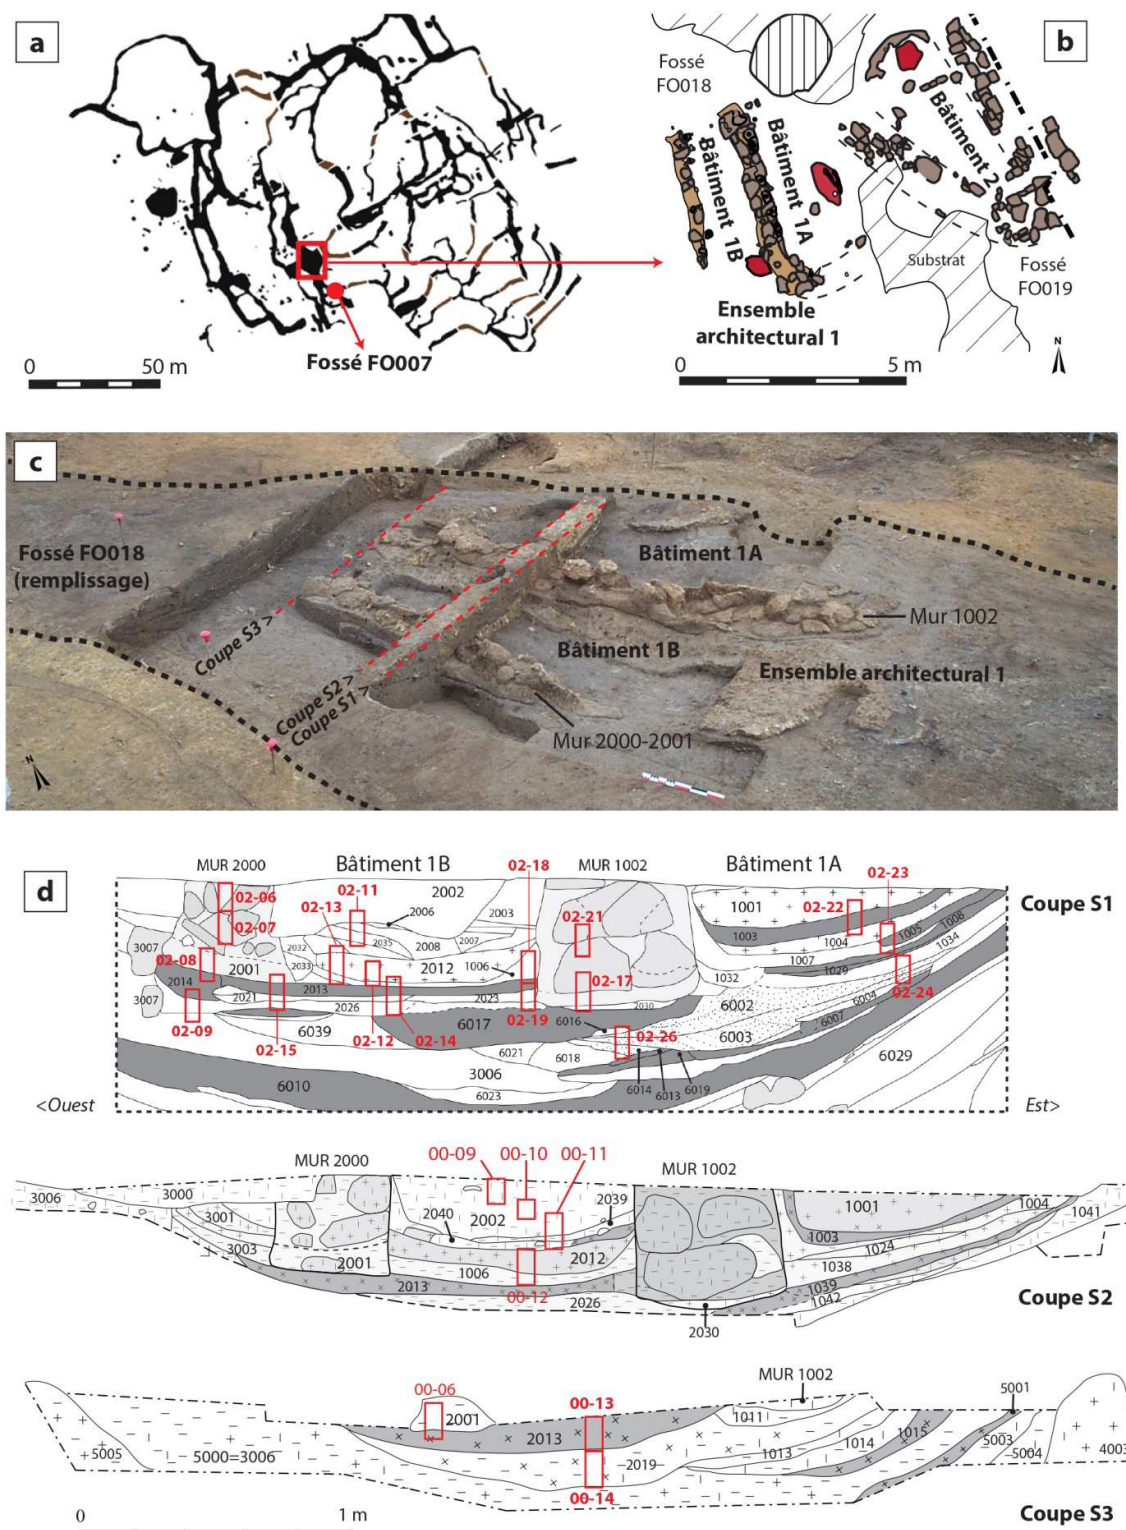 a
Fossé FO007
0 50 m
b
Fossé
FO018
Bâtiment 1B
Bâtiment 1A
Bâtiment 2
Substrat
Fossé
FO019
Ensemble
architectural 1
N
0 5 m
c
Fossé FO018
(remplissage)
Bâtiment 1A
Mur 1002
Coupe S3 >
Bâtiment 1B
Ensemble architectural 1
Coupe S2 >
Coupe S1 >
Mur 2000-2001
N
d
MUR 2000 Bâtiment 1B 02-18 MUR 1002 Bâtiment 1A 02-23
Coupe S1
02-06 02-11 2002
02-13 2006 2003 02-21 1001 02-22
02-07 2007
3007 2032 2035 2008 1003 1004 1005 1008
02-08 2001 2033 2012 1006 1007 1034
2014 2013 02-17 1032 1029
3007 2021 2026 2023 2030 6002 6004 02-24
02-09 6039 02-12 02-14 6017 02-19 6016 6003 6007
02-15 6021 6018 02-26 6029
6010 3006 6014 6013 6019
6023
<Ouest Est>
00-09 00-10 00-11
MUR 2000 MUR 1002
3006 3000 2039 1001 1004
3001 2040 2002 1003 1041
3003 2001 2012 1024
1006 1038
2013 00-12 1039
2026 1042 Coupe S2
2030
MUR 1002
00-06 00-13 5001
2001 1011
2013 1015
5005 5000=3006 2019 1013 1014 5003
5004 4003
00-14
0 1 m
Coupe S3